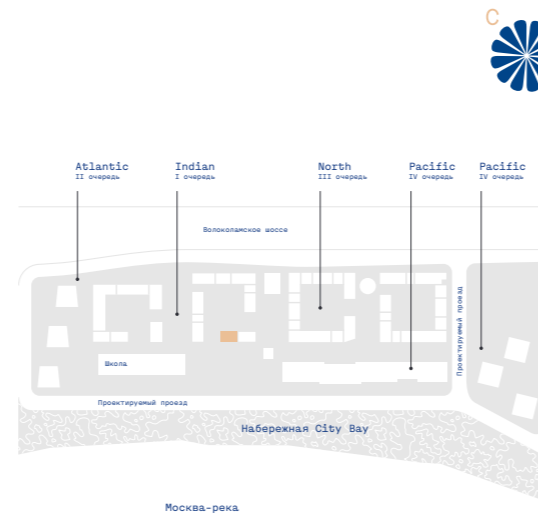 С
Atlantic
II очередь
Indian
I очередь
North
III очередь
Pacific
IV очередь
Pacific
IV очередь
Волоколамское шоссе
Проектируемый проезд
Школа
Проектируемый проезд
Набережная City Bay
Москва-река